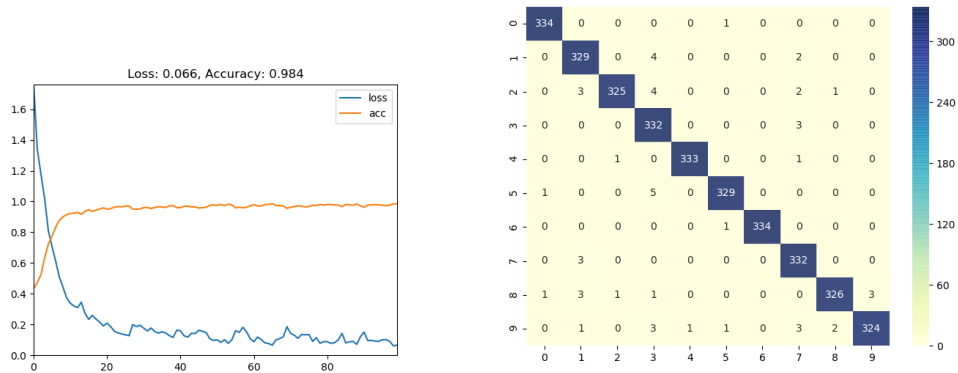 Loss: 0.066, Accuracy: 0.984
loss
acc
1.6
1.4
1.2
1.0
0.8
0.6
0.4
0.2
0.0
0 20 40 60 80
0 334 0 0 0 0 1 0 0 0 0
1 0 329 0 4 0 0 0 2 0 0
2 0 3 325 4 0 0 0 2 1 0
3 0 0 0 332 0 0 0 3 0 0
4 0 0 1 0 333 0 0 1 0 0
5 1 0 0 5 0 329 0 0 0 0
6 0 0 0 0 0 1 334 0 0 0
7 0 3 0 0 0 0 0 332 0 0
8 1 3 1 1 0 0 0 0 326 3
9 0 1 0 3 1 1 0 3 2 324
0 1 2 3 4 5 6 7 8 9
300
240
180
120
60
0